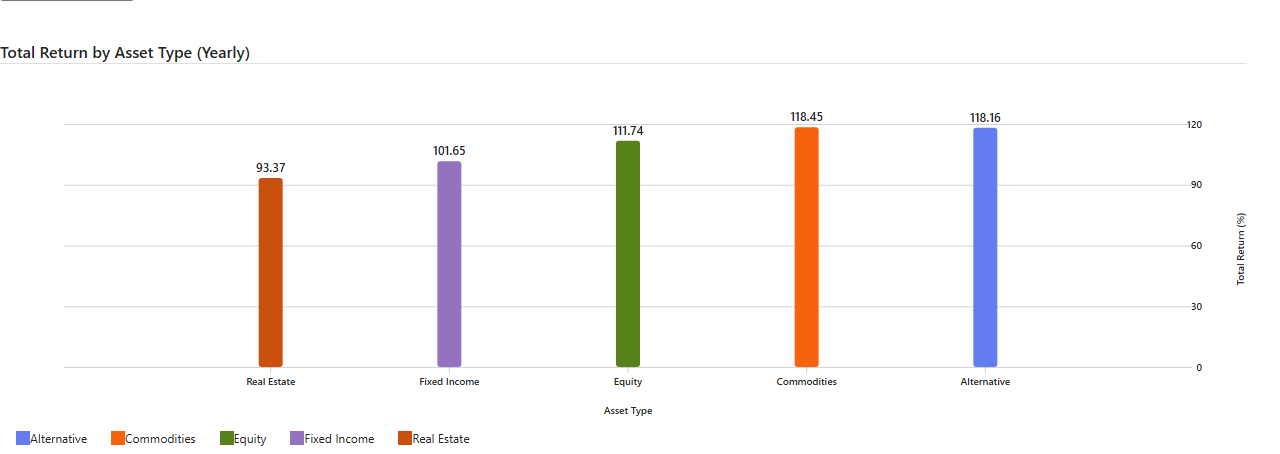 Total Return by Asset Type (Yearly)
118.45
118.16
120
111.74
101.65
93.37
90
60
30
0
Total Return (%)
Real Estate
Fixed Income
Equity
Commodities
Alternative
Asset Type
Alternative
Commodities
Equity
Fixed Income
Real Estate